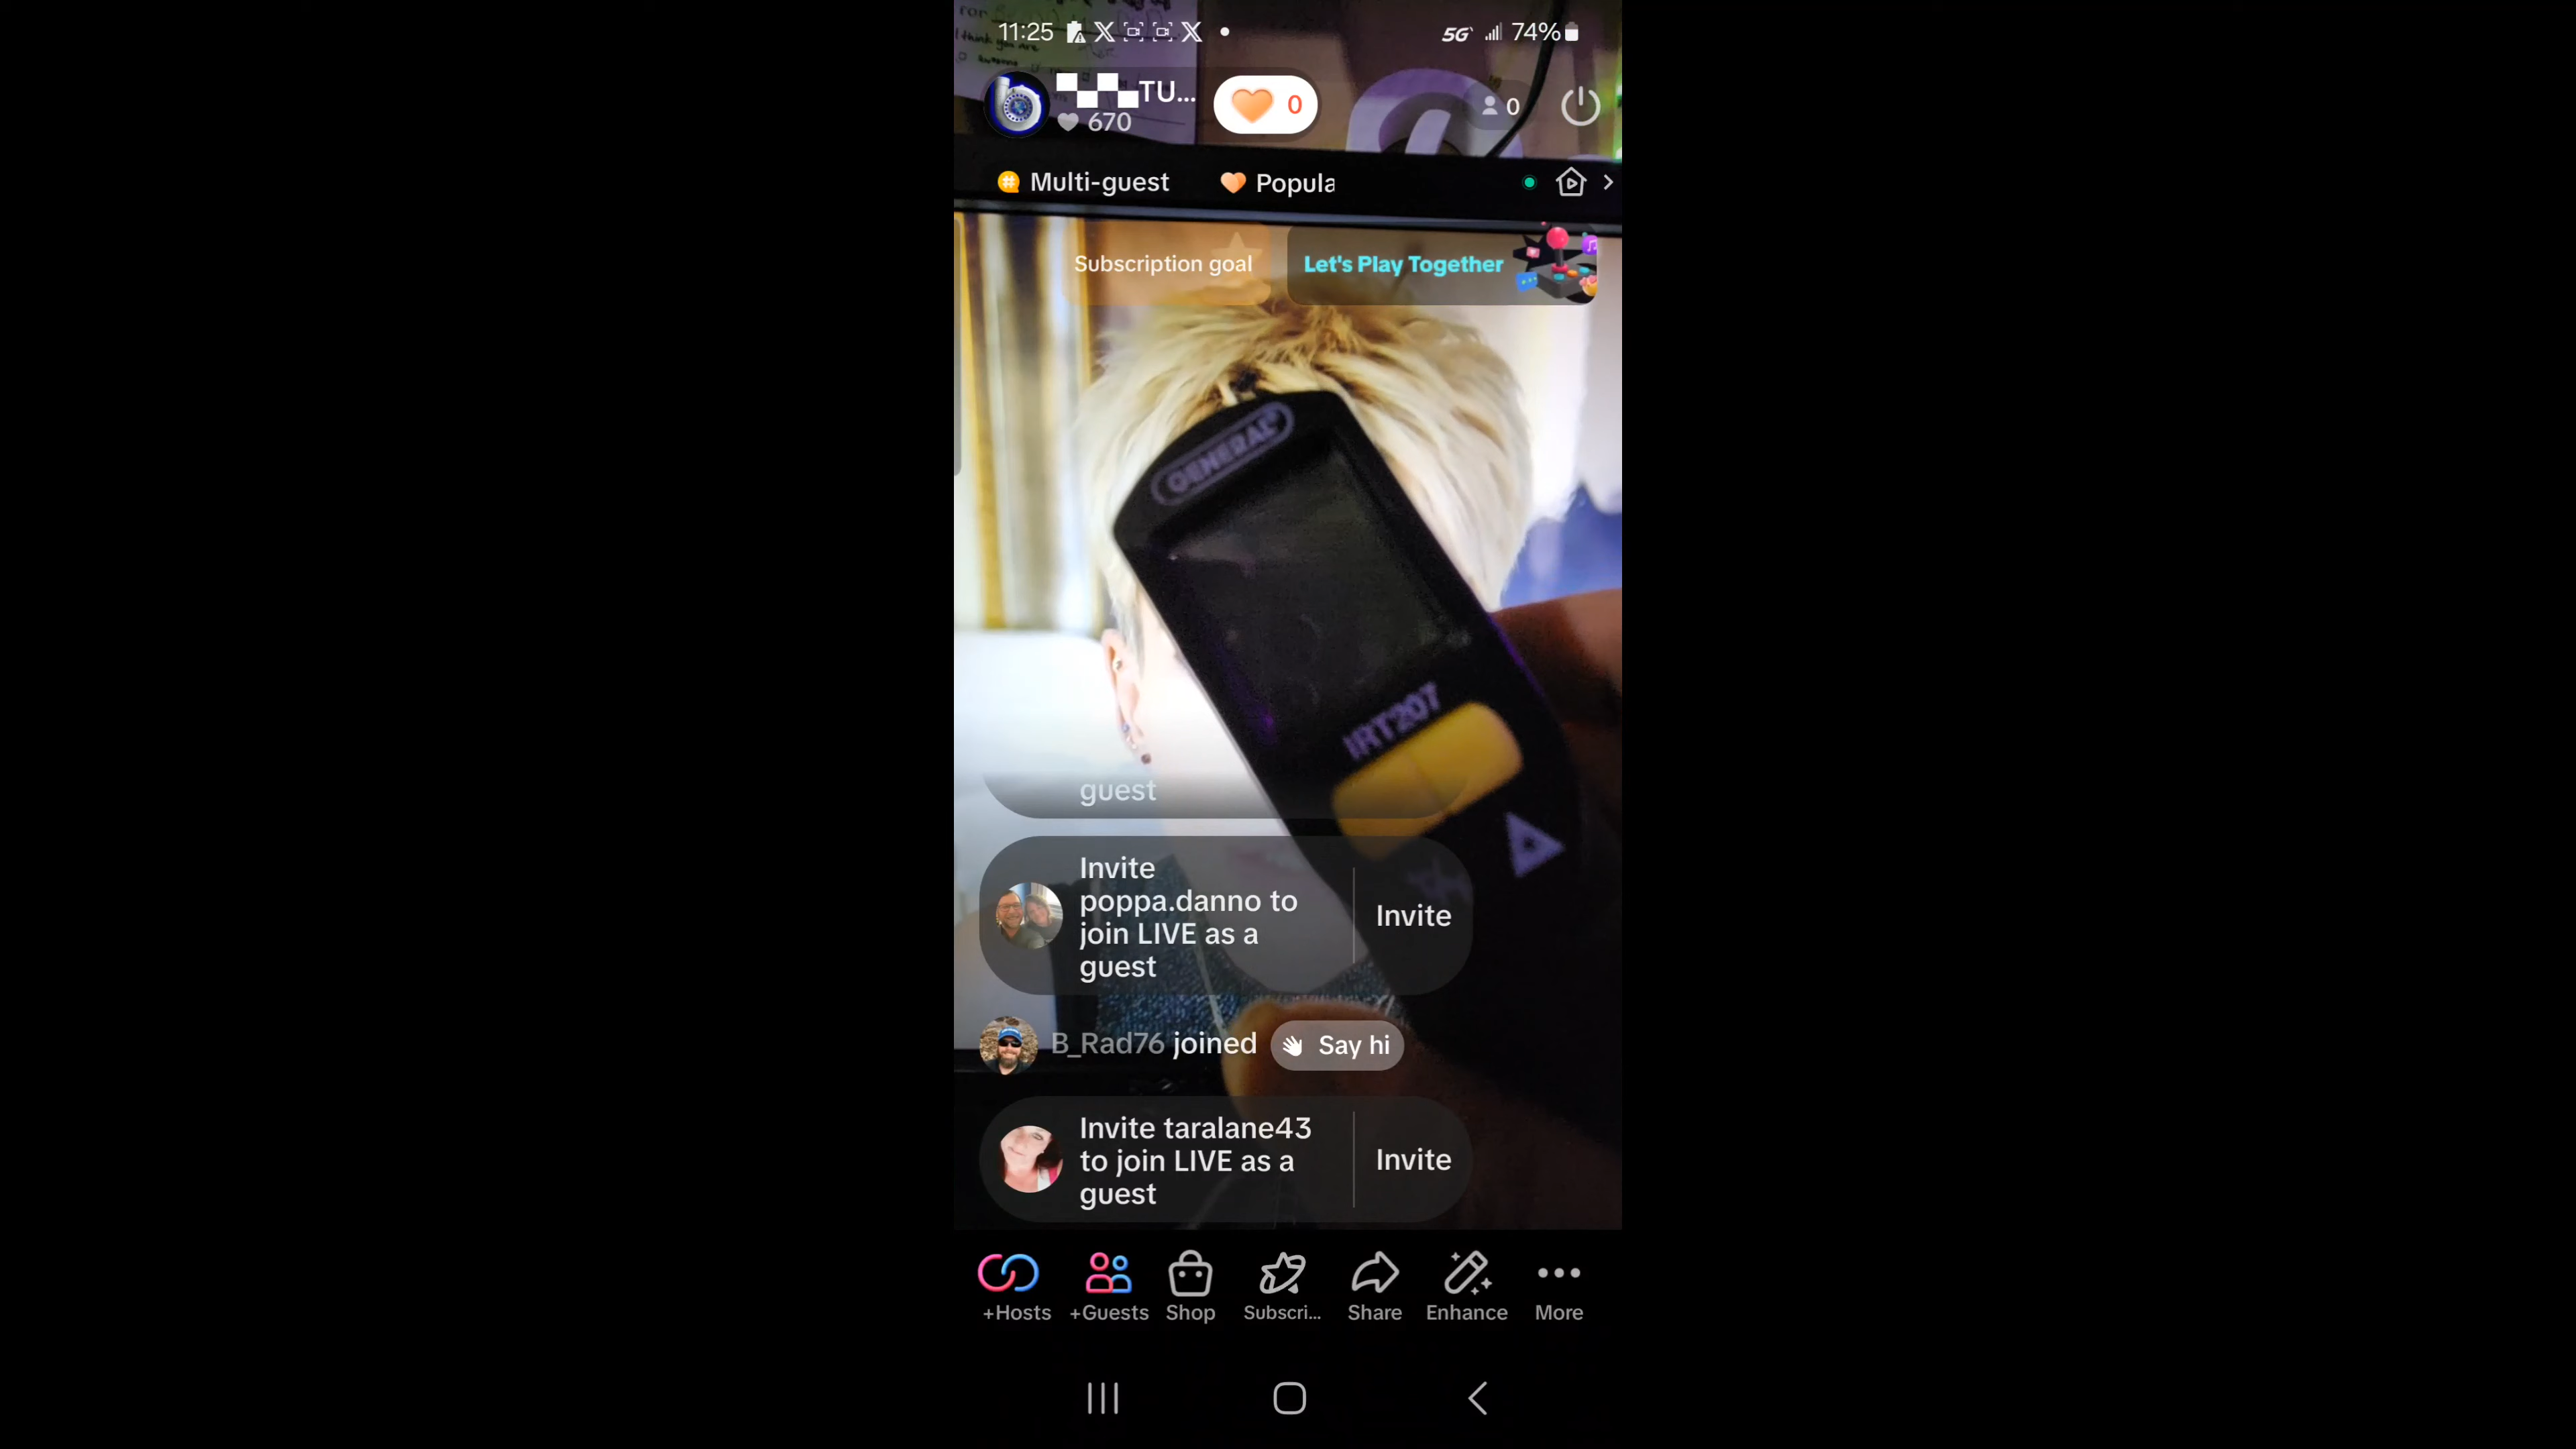 11:25
5G 74%
TU...
0
0
670
Multi-guest
Popula
Subscription goal
Let's Play Together
GENERAL
IRT207
guest
Invite
poppa.danno to
join LIVE as a
guest
Invite
B_Rad76 joined
Say hi
Invite taralane43
to join LIVE as a
guest
Invite
+Hosts
+Guests
Shop
Subscri...
Share
Enhance
More